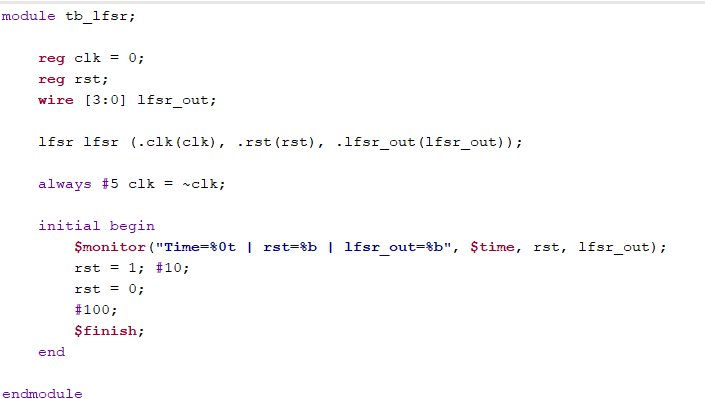 module tb_lfsr;
reg clk = 0;
reg rst;
wire [3:0] lfsr_out;
lfsr lfsr (.clk(clk), .rst(rst), .lfsr_out(lfsr_out));
always #5 clk = ~clk;
initial begin
$monitor("Time=%0t | rst=%b | lfsr_out=%b", $time, rst, lfsr_out);
rst = 1; #10;
rst = 0;
#100;
$finish;
end
endmodule